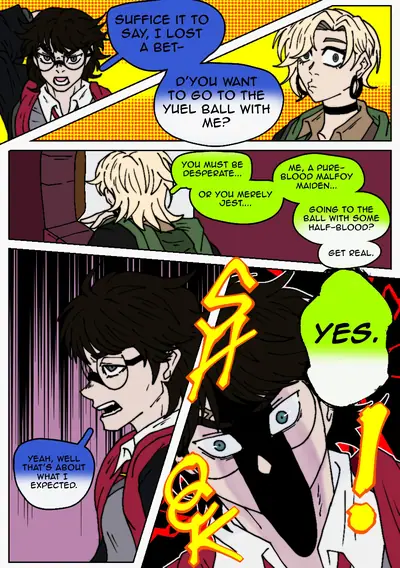 SUFFICE IT TO
SAY, I LOST
A BET-
D'YOU WANT
TO GO TO THE
YUEL BALL WITH
ME?
YOU MUST BE
DESPERATE...
OR YOU MERELY
JEST....
ME, A PURE-
BLOOD MALFOY
MAIDEN...
GOING TO THE
BALL WITH SOME
HALF-BLOOD?
GET REAL.
YEAH, WELL
THAT'S ABOUT
WHAT I
EXPECTED.
YES.
SHOCK!